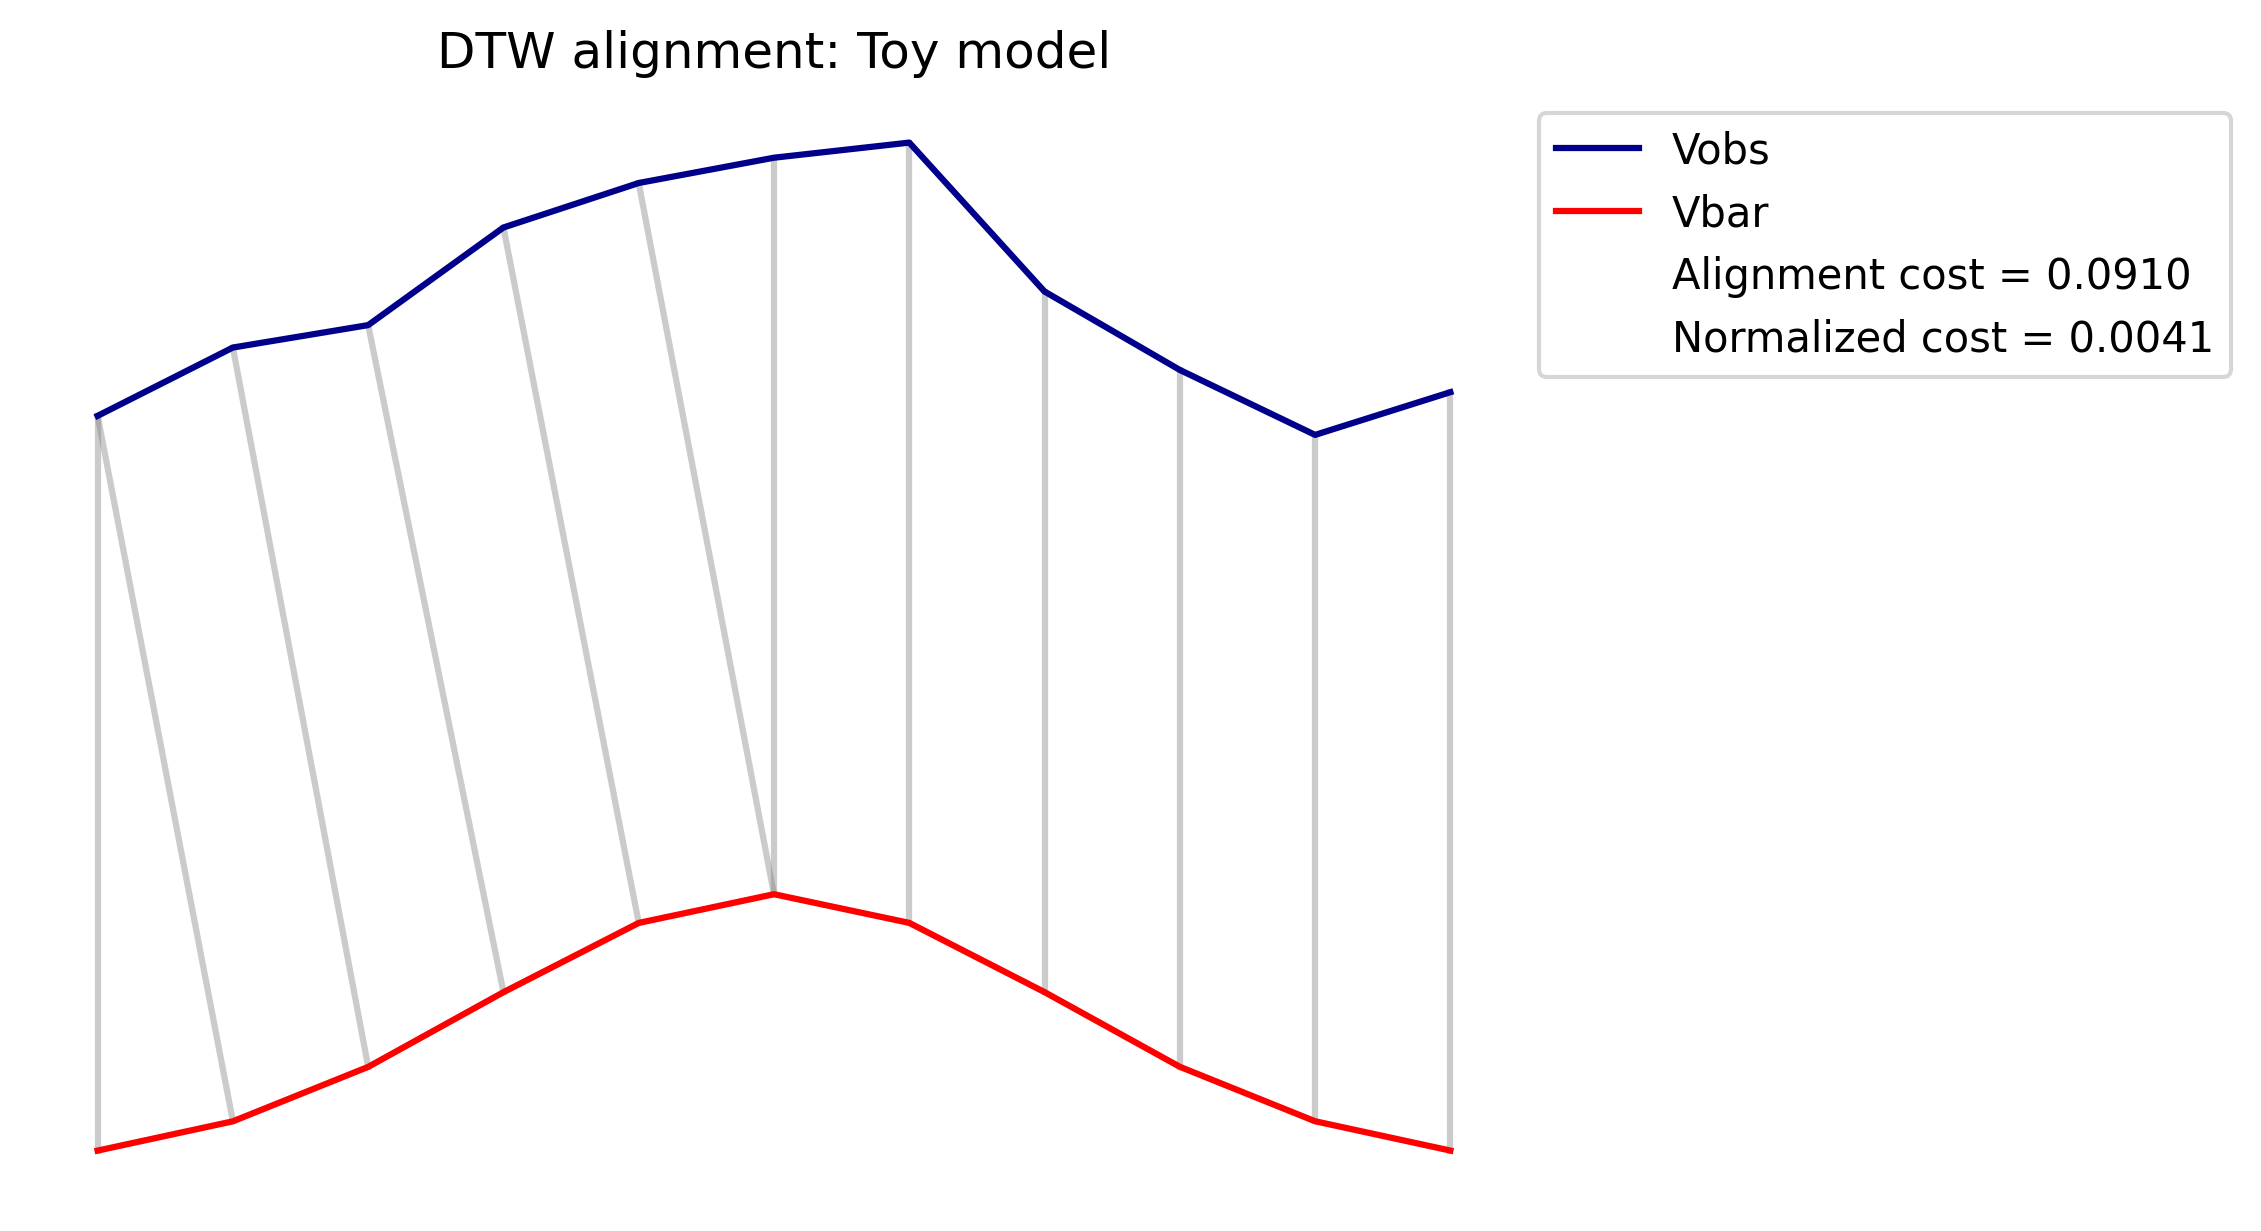 DTW alignment: Toy model
Vobs
Vbar
Alignment cost = 0.0910
Normalized cost = 0.0041